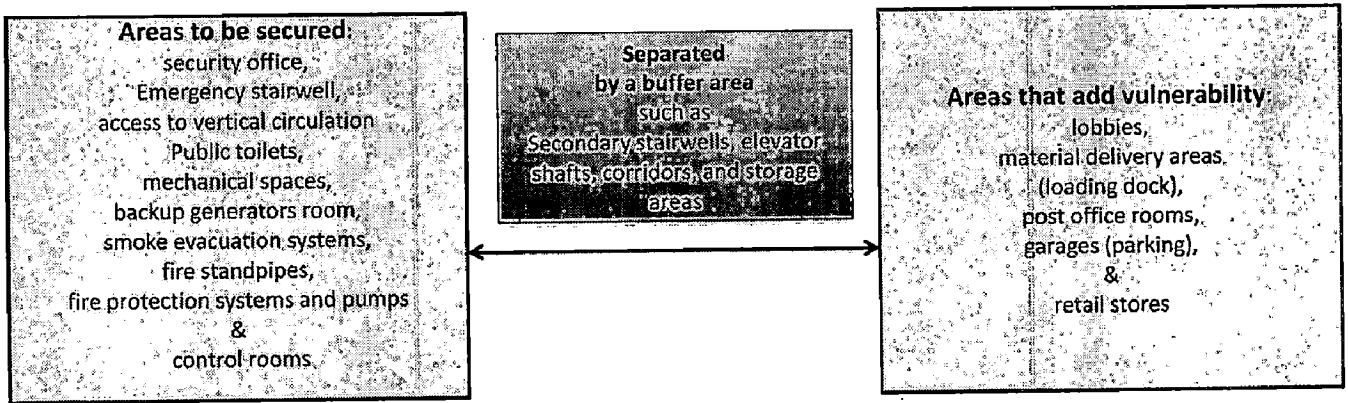 Areas to be secured:
security office,
Emergency stairwell,
access to vertical circulation
Public toilets,
mechanical spaces,
backup generators room,
smoke evacuation systems,
fire standpipes,
fire protection systems and pumps
&
control rooms.
Separated
by a buffer area
such as
Secondary stairwells, elevator
shafts, corridors, and storage
areas
Areas that add vulnerability:
lobbies,
material delivery areas.
(loading dock),
post office rooms,
garages (parking),
&
retail stores